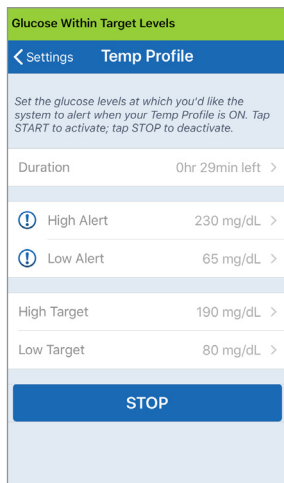 Glucose Within Target Levels
Settings Temp Profile
Set the glucose levels at which you'd like the
system to alert when your Temp Profile is ON. Tap
START to activate; tap STOP to deactivate.
Duration 0hr 29min left
High Alert 230 mg/dL
Low Alert 65 mg/dL
High Target 190 mg/dL
Low Target 80 mg/dL
STOP